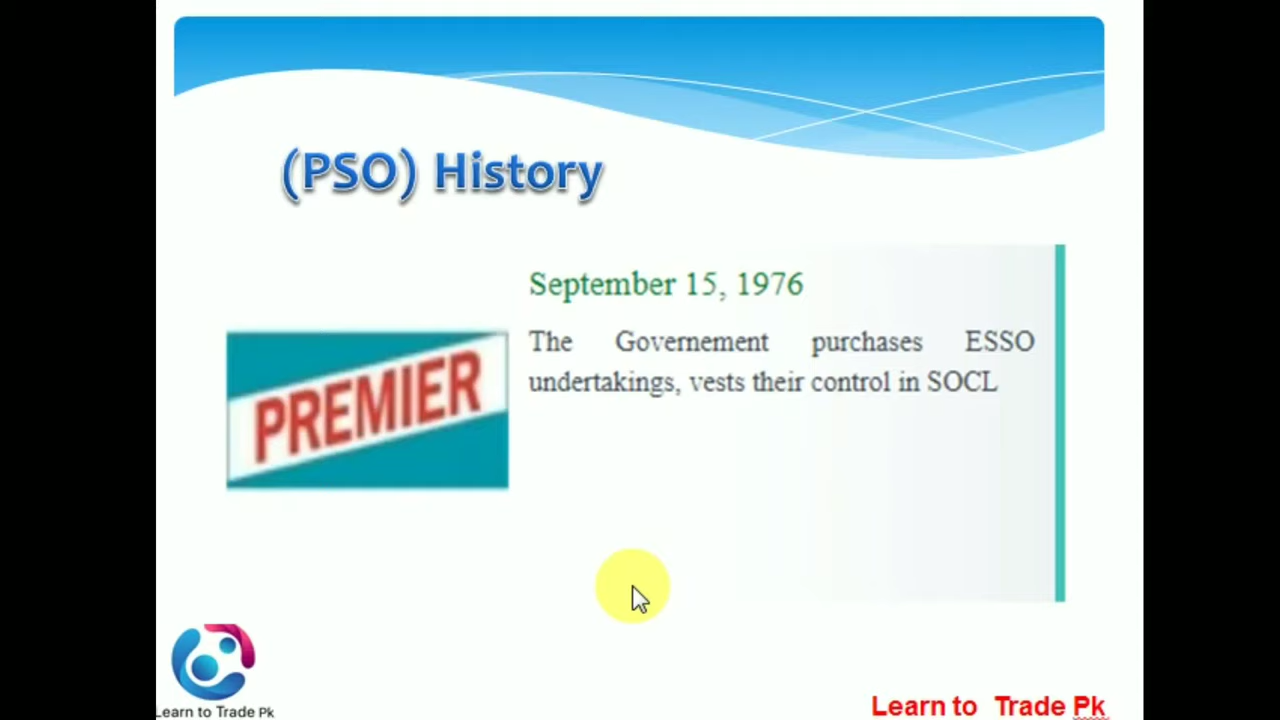 (PSO) History
September 15, 1976
The Governement purchases ESSO
undertakings, vests their control in SOCL
PREMIER
Learn to Trade Pk
Learn to Trade Pk